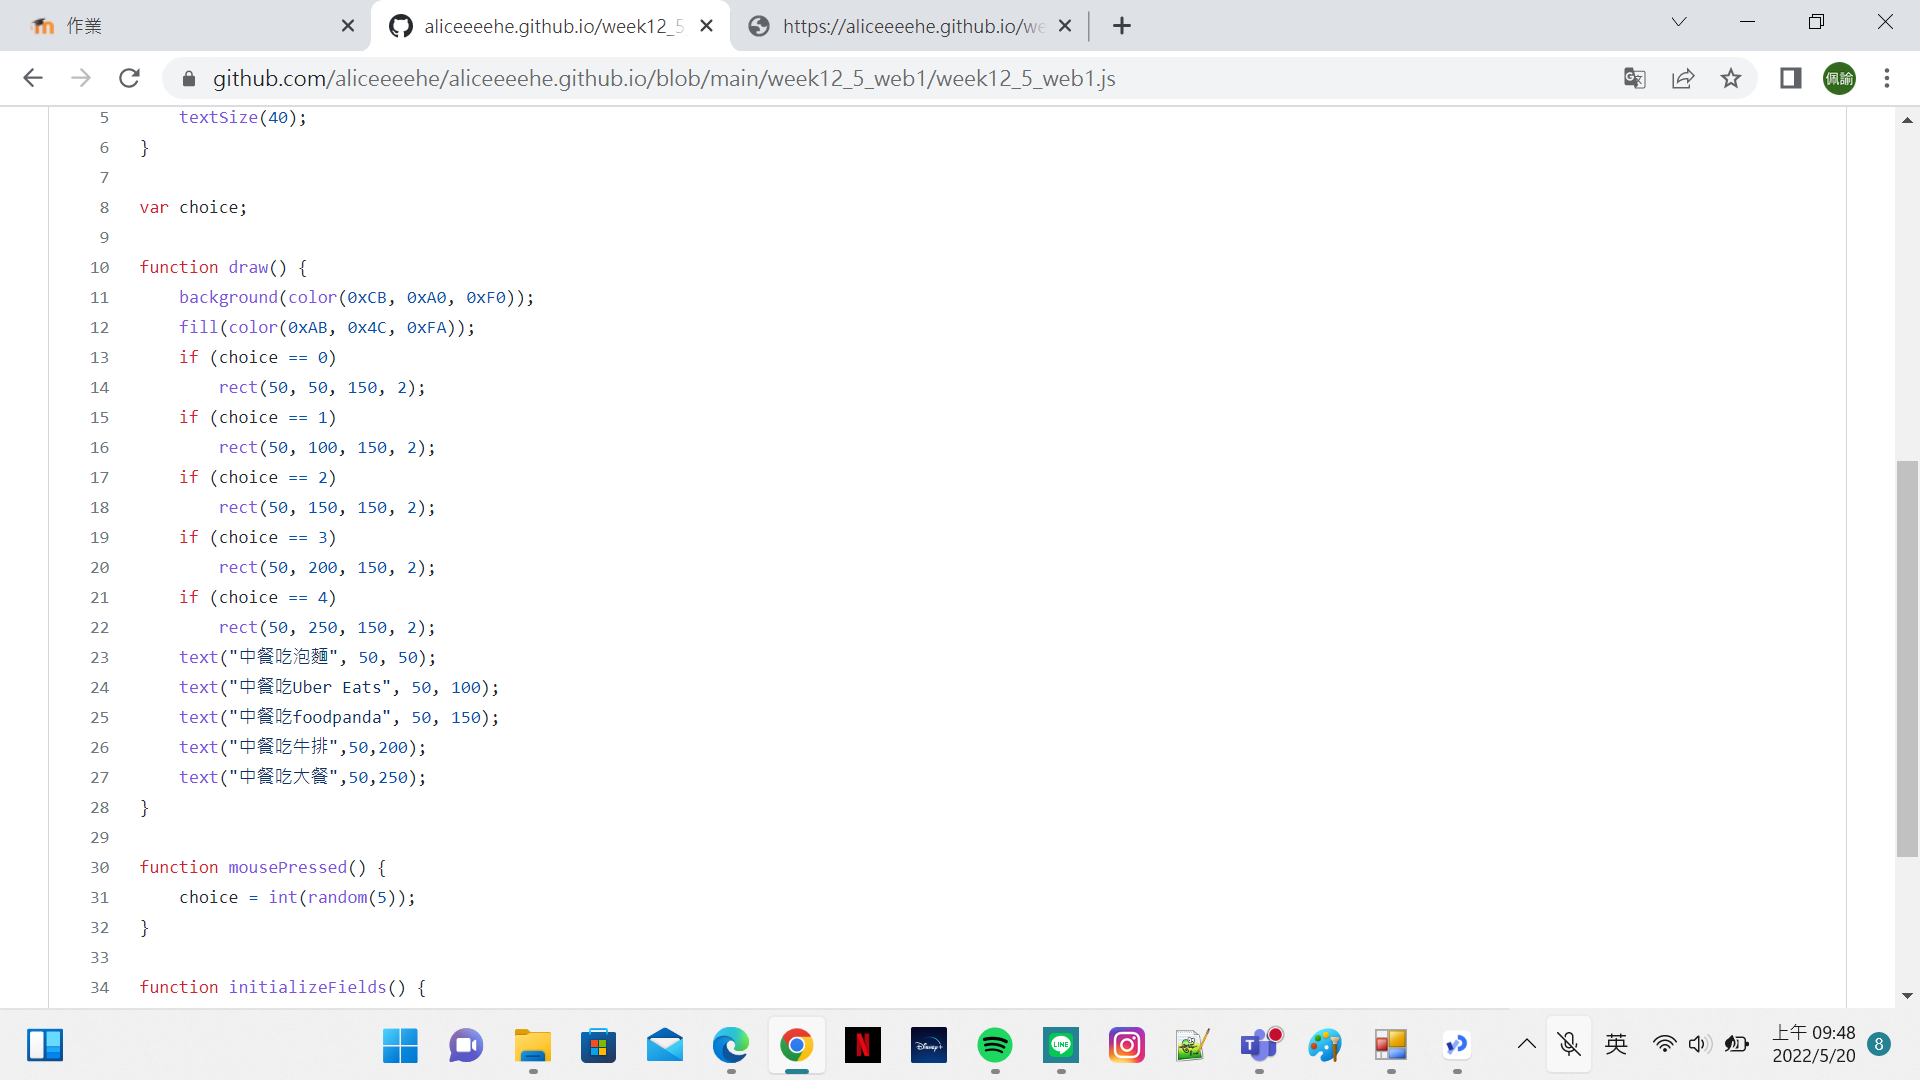 作業
aliceeeehe.github.io/week12_5
https://aliceeeehe.github.io/we
github.com/aliceeeehe/aliceeeehe.github.io/blob/main/week12_5_web1/week12_5_web1.js
佩諭
5 textSize(40);
6 }
7
8 var choice;
9
10 function draw() {
11 background(color(0xCB, 0xA0, 0xF0));
12 fill(color(0xAB, 0x4C, 0xFA));
13 if (choice == 0)
14 rect(50, 50, 150, 2);
15 if (choice == 1)
16 rect(50, 100, 150, 2);
17 if (choice == 2)
18 rect(50, 150, 150, 2);
19 if (choice == 3)
20 rect(50, 200, 150, 2);
21 if (choice == 4)
22 rect(50, 250, 150, 2);
23 text("中餐吃泡麵", 50, 50);
24 text("中餐吃Uber Eats", 50, 100);
25 text("中餐吃foodpanda", 50, 150);
26 text("中餐吃牛排",50,200);
27 text("中餐吃大餐",50,250);
28 }
29
30 function mousePressed() {
31 choice = int(random(5));
32 }
33
34 function initializeFields() {
N
Disney+
LINE
T
英
上午 09:48
2022/5/20
8